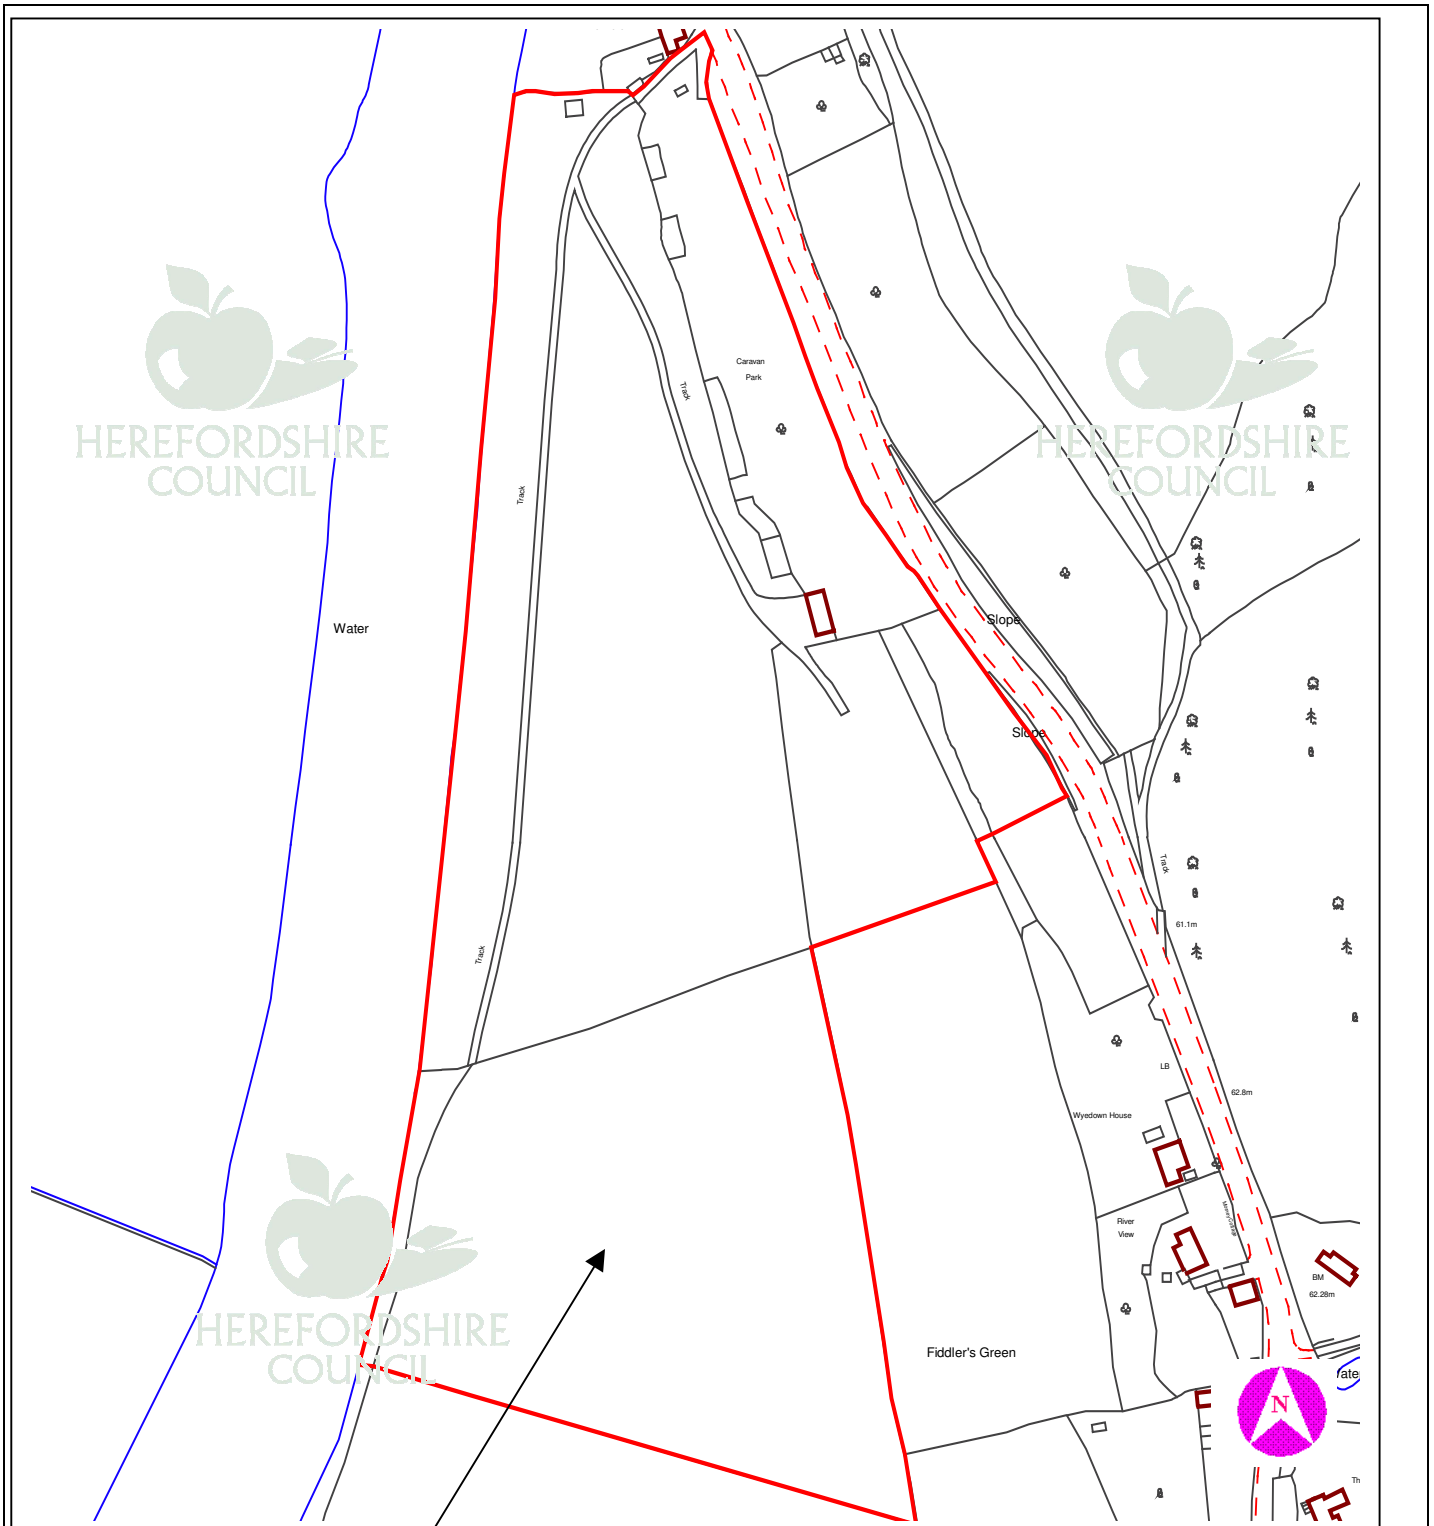 Caravan
Park
Track
HEREFORDSHIRE
COUNCIL
HEREFORDSHIRE
COUNCIL
Track
Water
Slope
Slope
Track
61.1m
Track
LB
62.8m
Wyedown House
River
View
BM
62.28m
HEREFORDSHIRE
COUNCIL
Fiddler's Green
N
Th